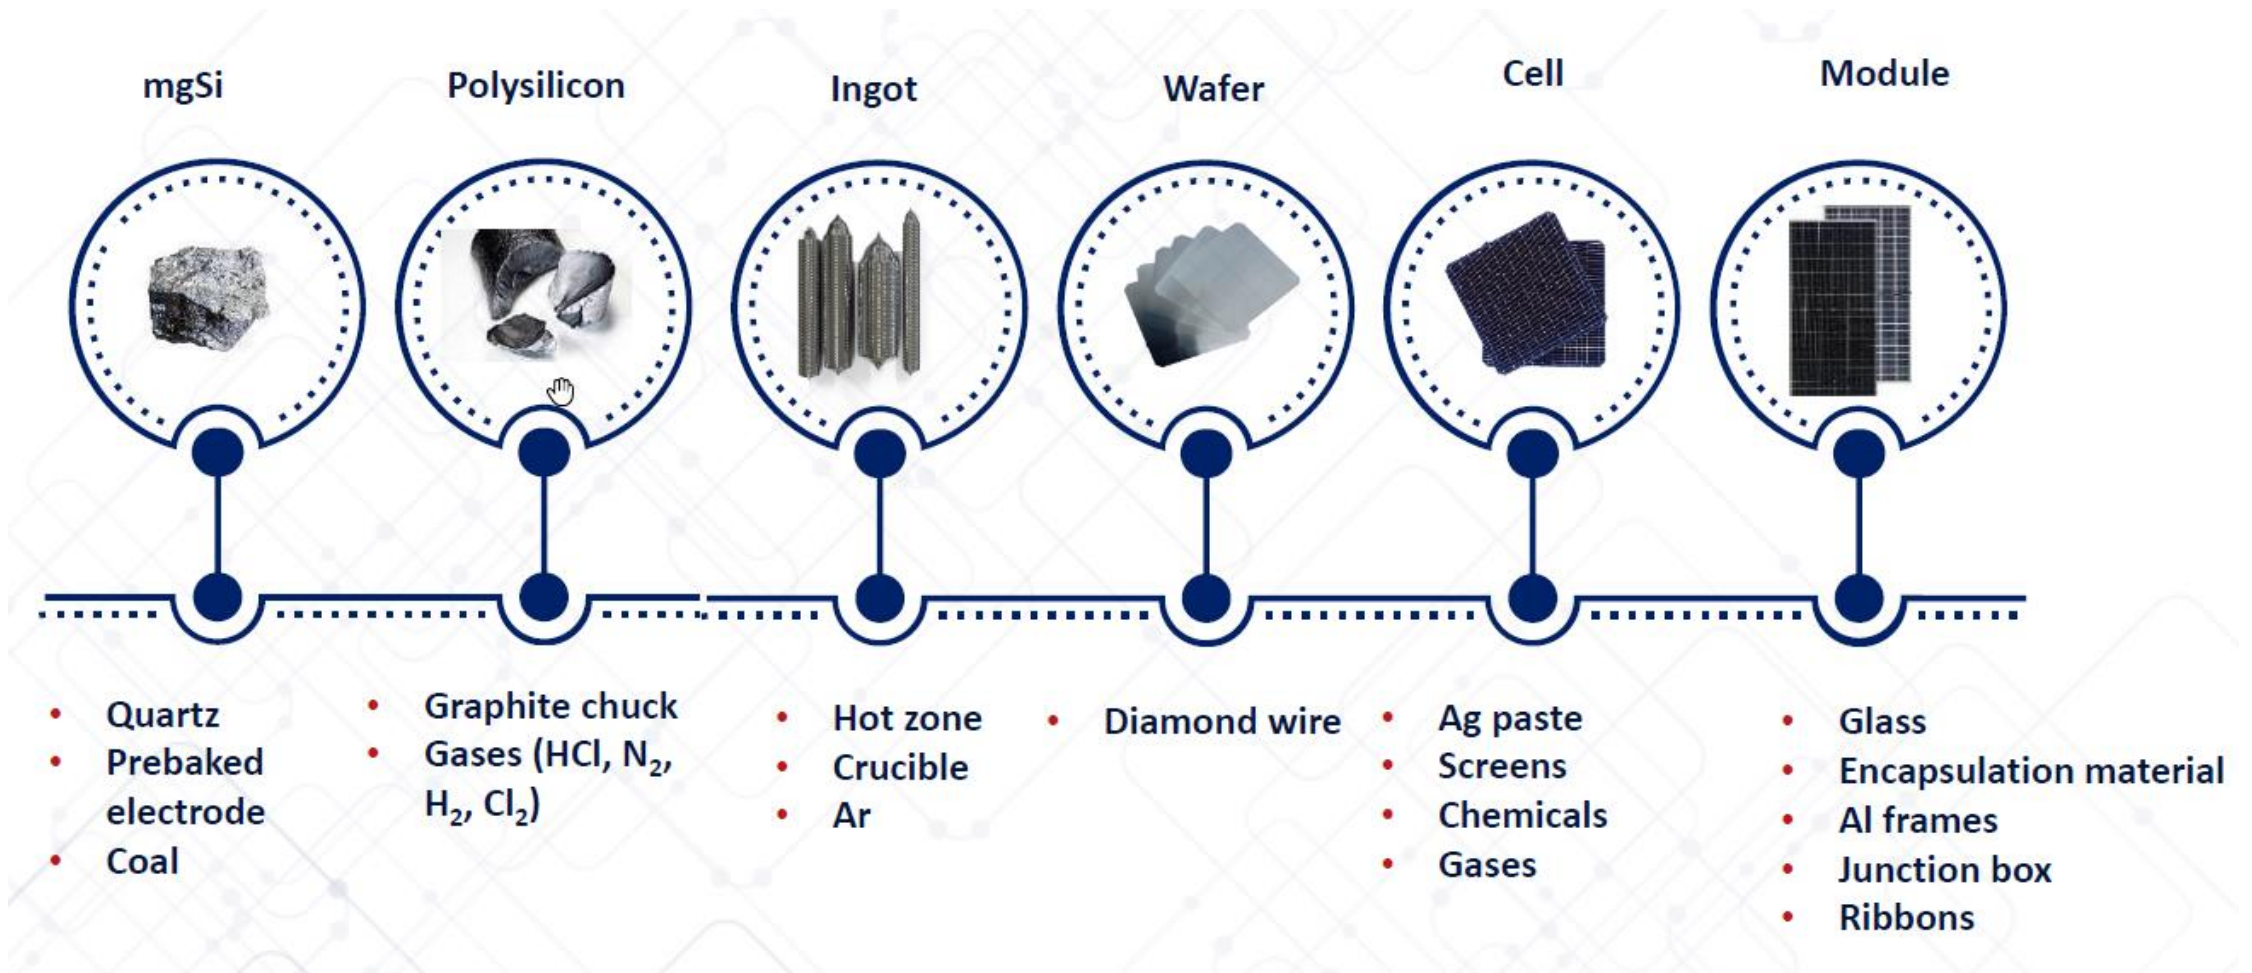 mgSi
Polysilicon
Ingot
Wafer
Cell
Module
• Quartz
• Prebaked
electrode
• Coal
• Graphite chuck
• Gases (HCl, N₂,
H₂, Cl₂)
• Hot zone
• Crucible
• Ar
• Diamond wire
• Ag paste
• Screens
• Chemicals
• Gases
• Glass
• Encapsulation material
• Al frames
• Junction box
• Ribbons